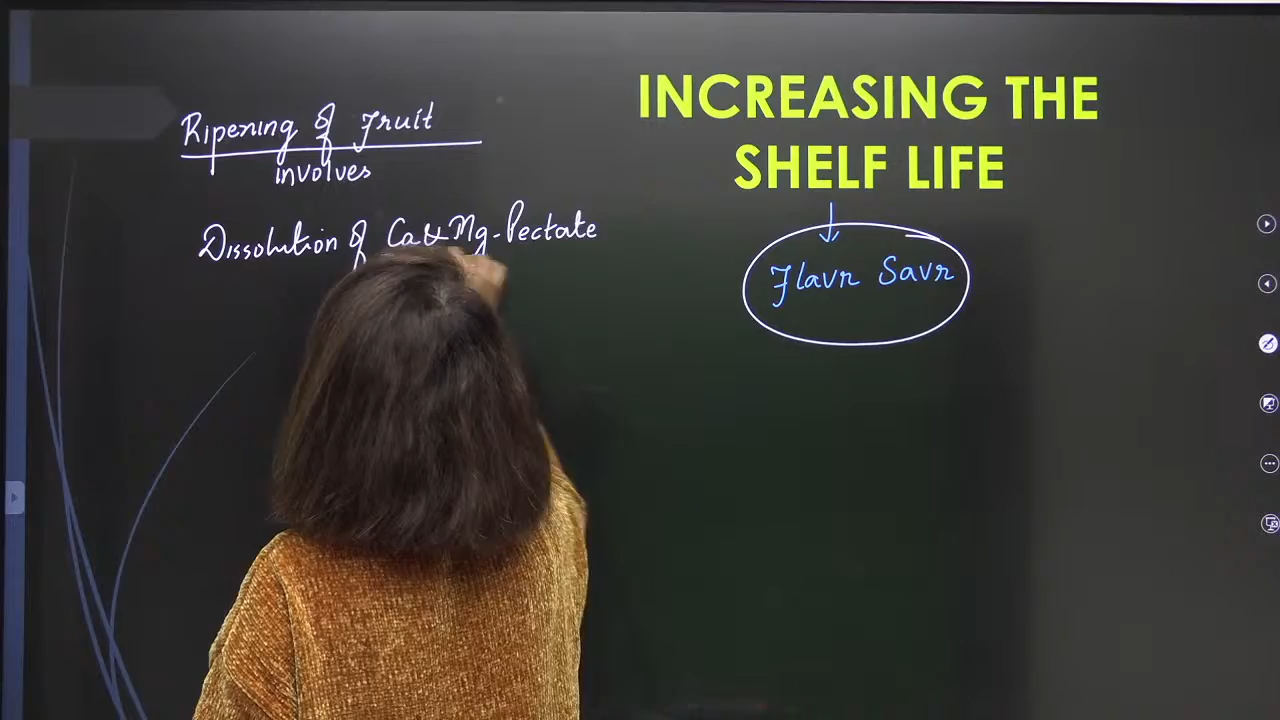 Ripening of Fruit
involves
Dissolution of Ca & Mg-Pectate
INCREASING THE
SHELF LIFE
Flavr Savr